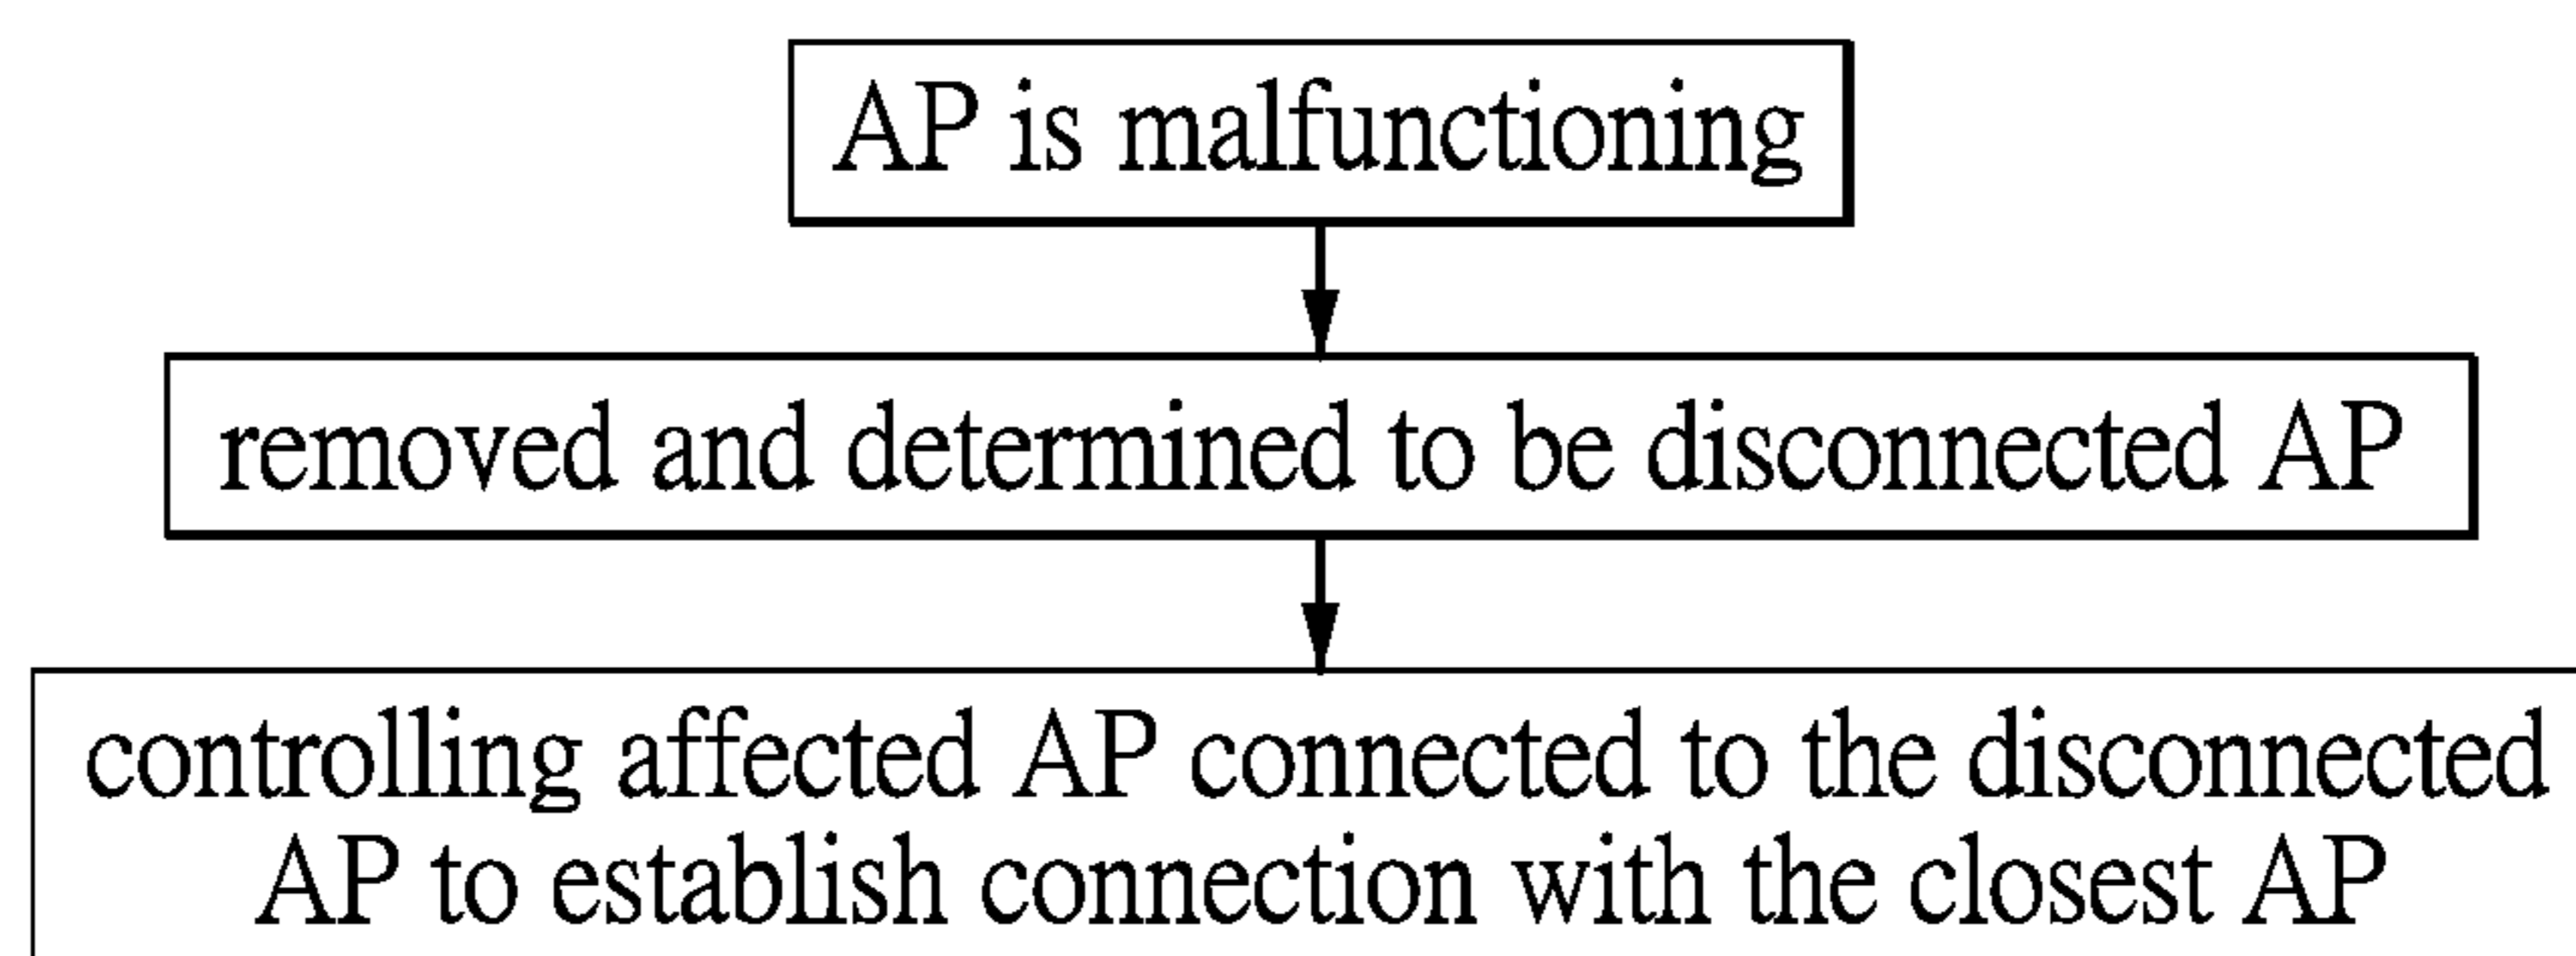 AP is malfunctioning
removed and determined to be disconnected AP
controlling affected AP connected to the disconnected
AP to establish connection with the closest AP